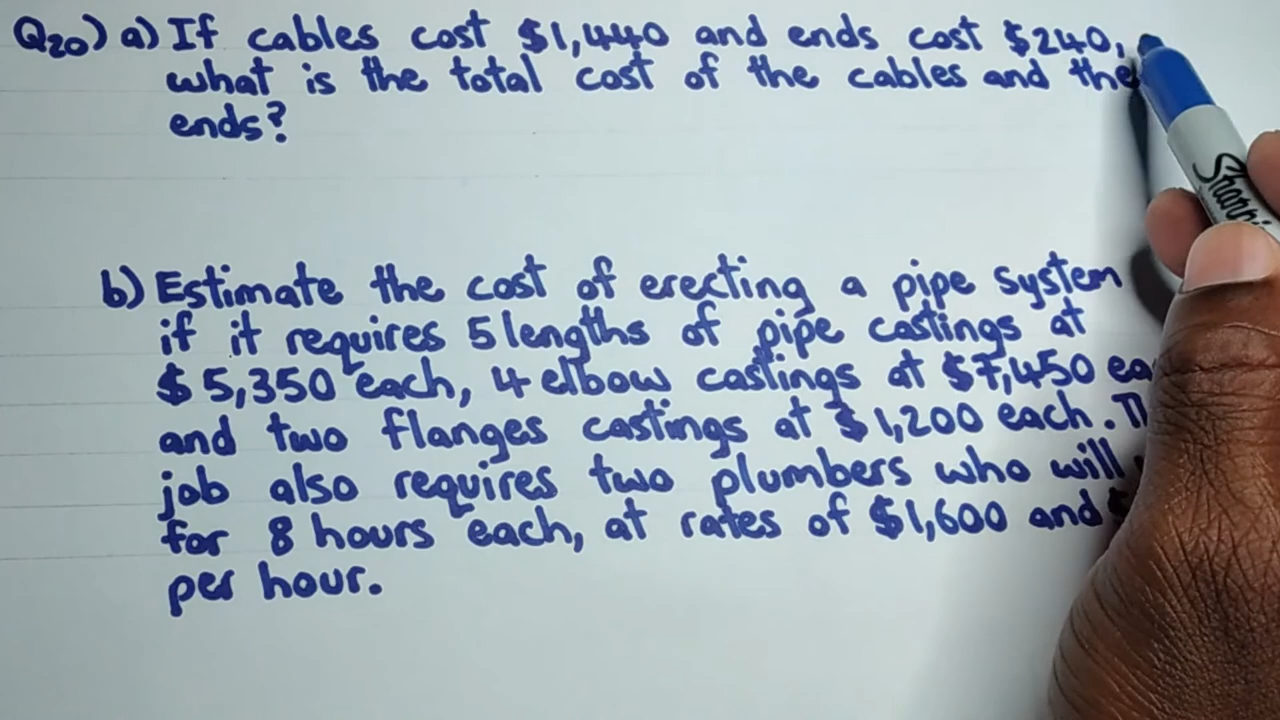 Q20) a) If cables cost $1,440 and ends cost $240,
what is the total cost of the cables and the
ends?
b) Estimate the cost of erecting a pipe system
if it requires 5 lengths of pipe castings at
$5,350 each, 4 elbow castings at $7,450
and two flanges castings at $1,200 each.
job also requires two plumbers who will
for 8 hours each, at rates of $1,600 and
per hour.
Sharpie